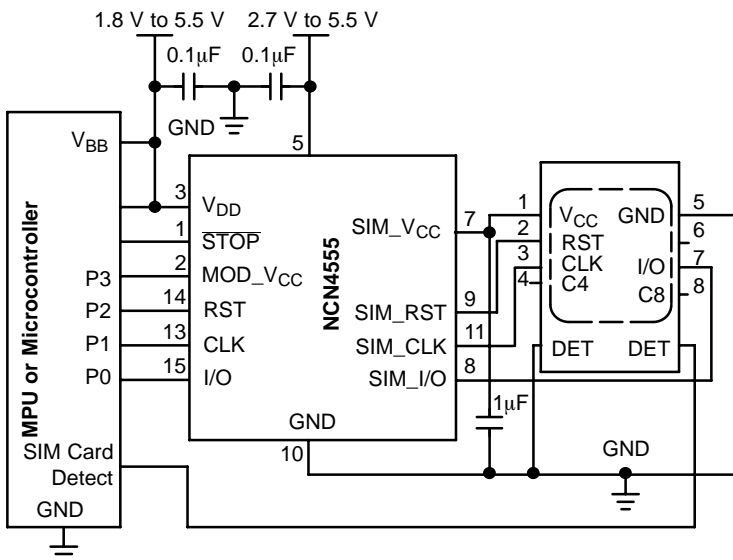 1.8 V to 5.5 V 2.7 V to 5.5 V
0.1μF 0.1μF
GND
5
MPU or Microcontroller
VBB
3 VDD
1 STOP
P3 2 MOD_VCC
P2 14 RST
P1 13 CLK
P0 15 I/O
SIM Card
Detect
GND
NCN4555
SIM_VCC 7
SIM_RST 9
SIM_CLK 11
SIM_I/O 8
GND
10
1μF
1 VCC GND 5
2 RST 6
3 CLK I/O 7
4 C4 C8 8
DET DET
GND